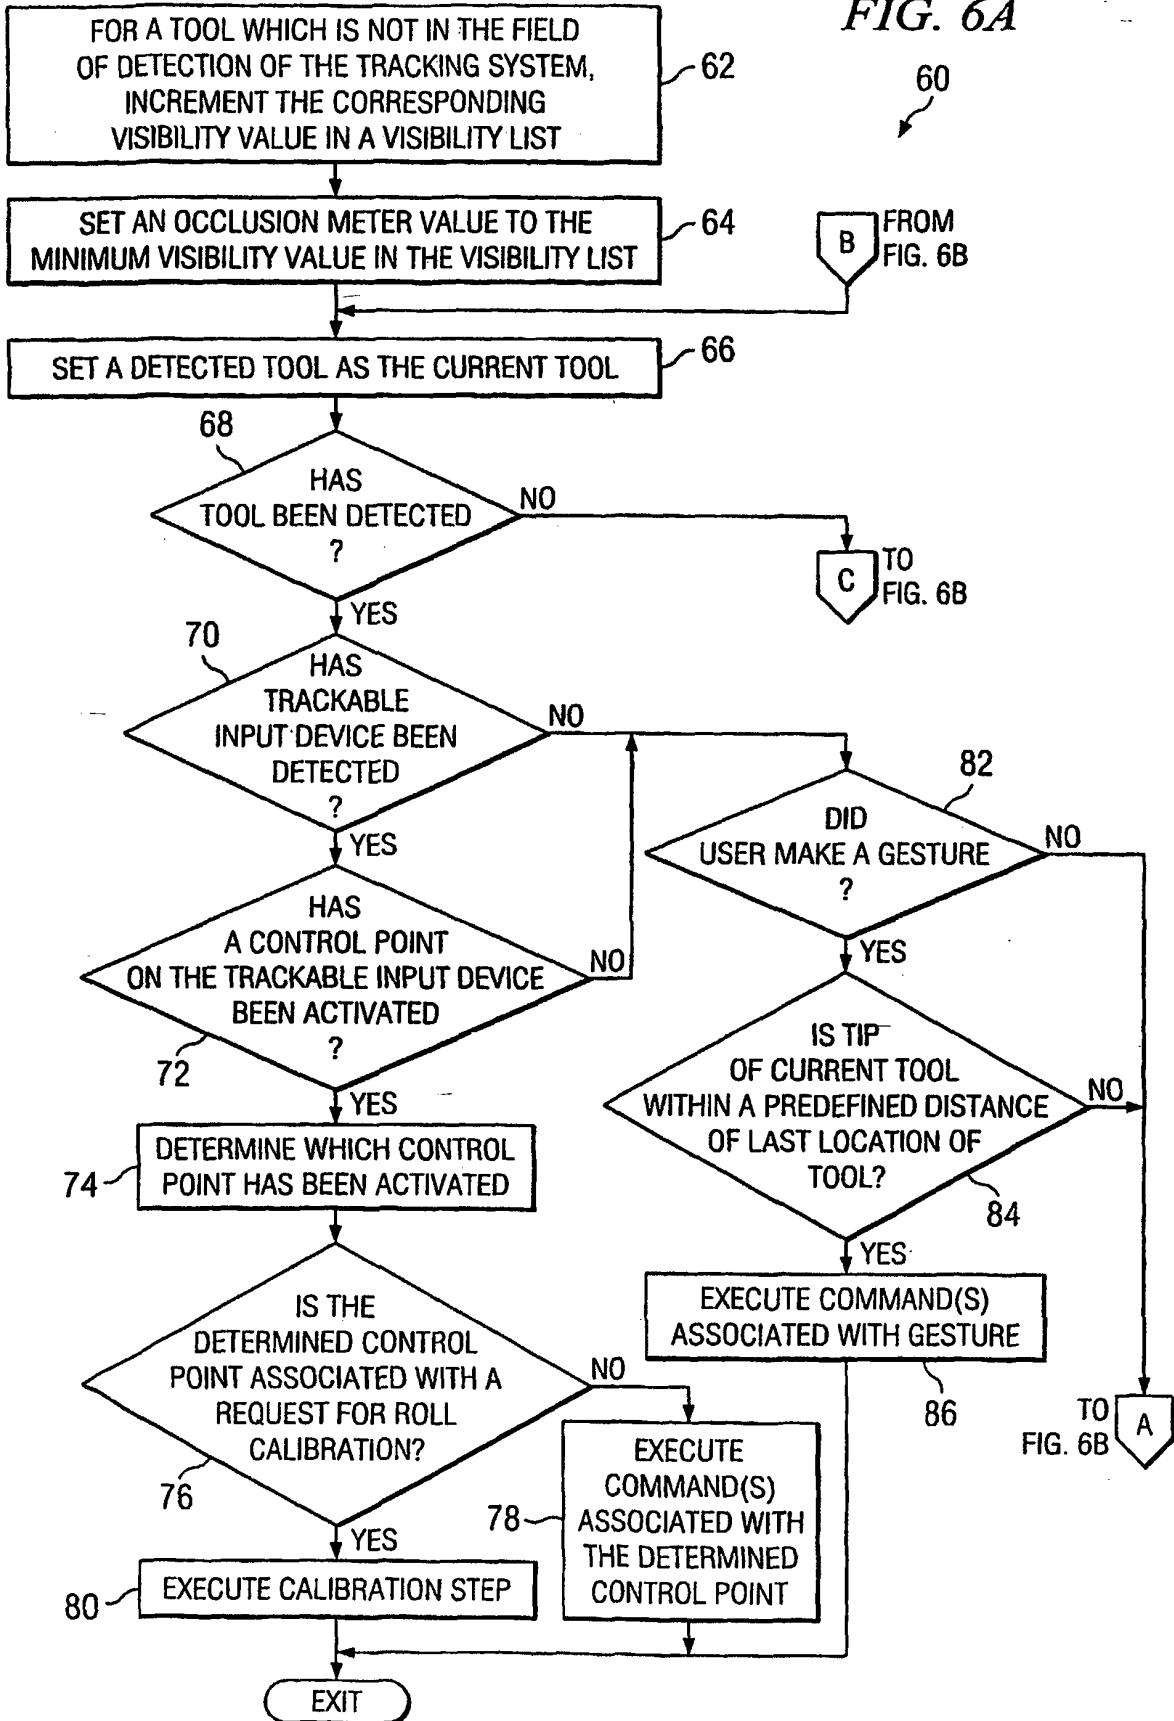 FIG. 6A
60
FOR A TOOL WHICH IS NOT IN THE FIELD
OF DETECTION OF THE TRACKING SYSTEM,
INCREMENT THE CORRESPONDING
VISIBILITY VALUE IN A VISIBILITY LIST
62
SET AN OCCLUSION METER VALUE TO THE
MINIMUM VISIBILITY VALUE IN THE VISIBILITY LIST
64
B
FROM
FIG. 6B
SET A DETECTED TOOL AS THE CURRENT TOOL
66
68
HAS
TOOL BEEN DETECTED
?
NO
C
TO
FIG. 6B
YES
70
HAS
TRACKABLE
INPUT DEVICE BEEN
DETECTED
?
NO
YES
HAS
A CONTROL POINT
ON THE TRACKABLE INPUT DEVICE
BEEN ACTIVATED
?
72
NO
YES
82
DID
USER MAKE A GESTURE
?
NO
YES
IS TIP
OF CURRENT TOOL
WITHIN A PREDEFINED DISTANCE
OF LAST LOCATION OF
TOOL?
NO
84
YES
EXECUTE COMMAND(S)
ASSOCIATED WITH GESTURE
86
TO
FIG. 6B
A
DETERMINE WHICH CONTROL
POINT HAS BEEN ACTIVATED
74
IS THE
DETERMINED CONTROL
POINT ASSOCIATED WITH A
REQUEST FOR ROLL
CALIBRATION?
76
NO
EXECUTE
COMMAND(S)
ASSOCIATED WITH
THE DETERMINED
CONTROL POINT
78
YES
EXECUTE CALIBRATION STEP
80
EXIT